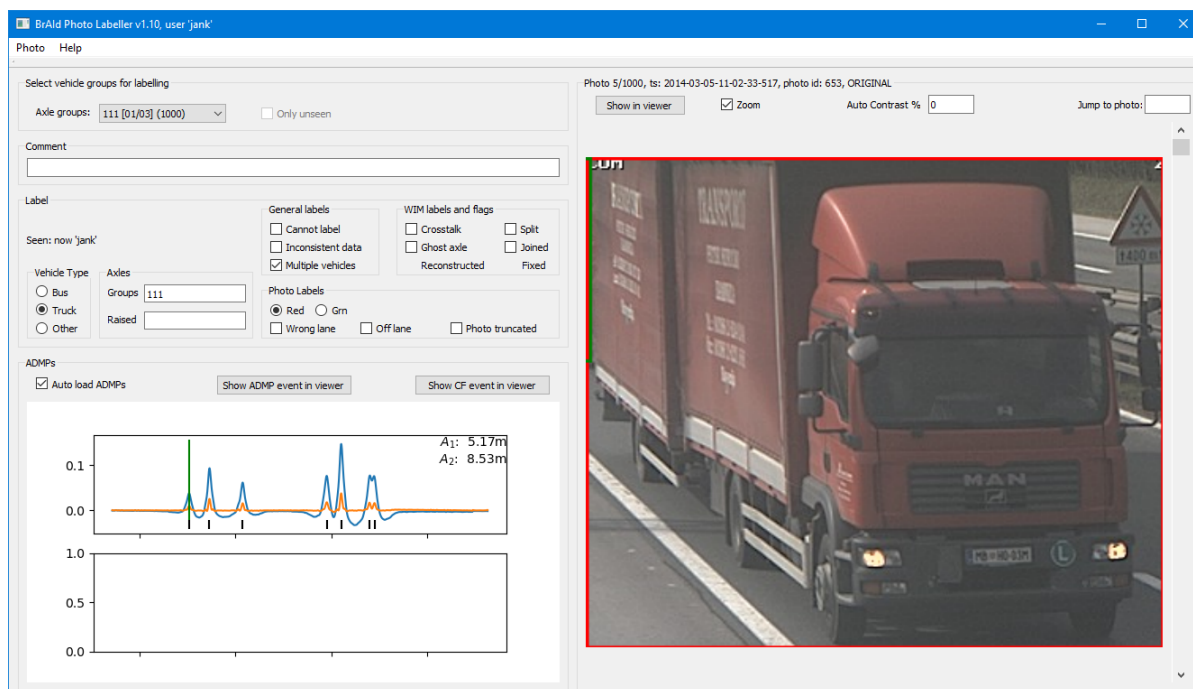 BrAId Photo Labeller v1.10, user 'jank'
Photo Help
Select vehicle groups for labelling
Axle groups: 111 [01/03] (1000) Only unseen
Comment
Label
Seen: now 'jank'
General labels
Cannot label
Inconsistent data
Multiple vehicles
WIM labels and flags
Crosstalk Split
Ghost axle Joined
Reconstructed Fixed
Vehicle Type
Bus
Truck
Other
Axles
Groups 111
Raised
Photo Labels
Red Grn
Wrong lane Off lane Photo truncated
ADMPs
Auto load ADMPs Show ADMP event in viewer Show CF event in viewer
A₁: 5.17m
A₂: 8.53m
0.1
0.0
1.0
0.5
0.0
Photo 5/1000, ts: 2014-03-05-11-02-33-517, photo id: 653, ORIGINAL
Show in viewer Zoom Auto Contrast % 0 Jump to photo:
TRANSPORT
400 m
MAN
L